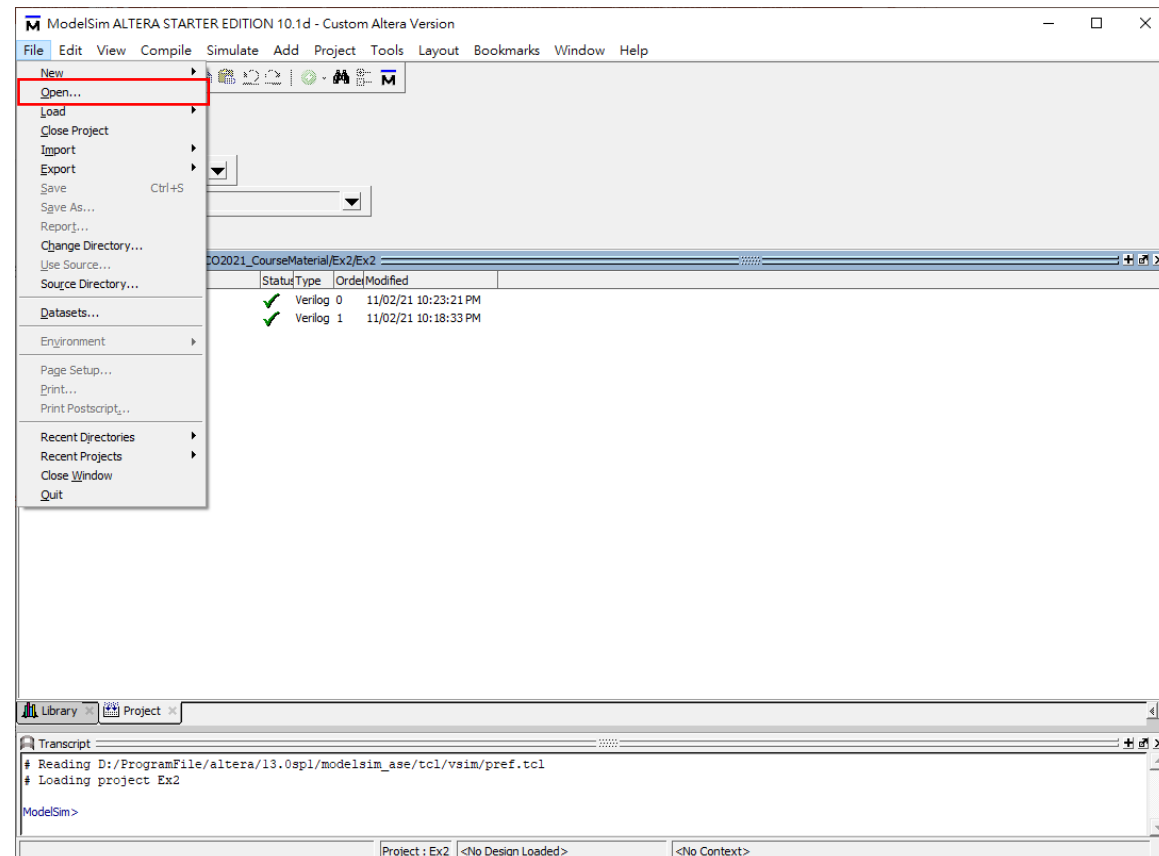 ModelSim ALTERA STARTER EDITION 10.1d - Custom Altera Version
File Edit View Compile Simulate Add Project Tools Layout Bookmarks Window Help
New
Open...
Load
Close Project
Import
Export
Save Ctrl+S
Save As...
Report...
Change Directory...
Use Source...
Source Directory...
Datasets...
Environment
Page Setup...
Print...
Print Postscript...
Recent Directories
Recent Projects
Close Window
Quit
CO2021_CourseMaterial/Ex2/Ex2
Status Type Order Modified
Verilog 0 11/02/21 10:23:21 PM
Verilog 1 11/02/21 10:18:33 PM
Library Project
Transcript
# Reading D:/ProgramFile/altera/13.0sp1/modelsim_ase/tcl/vsim/pref.tcl
# Loading project Ex2
ModelSim>
Project : Ex2 <No Design Loaded> <No Context>